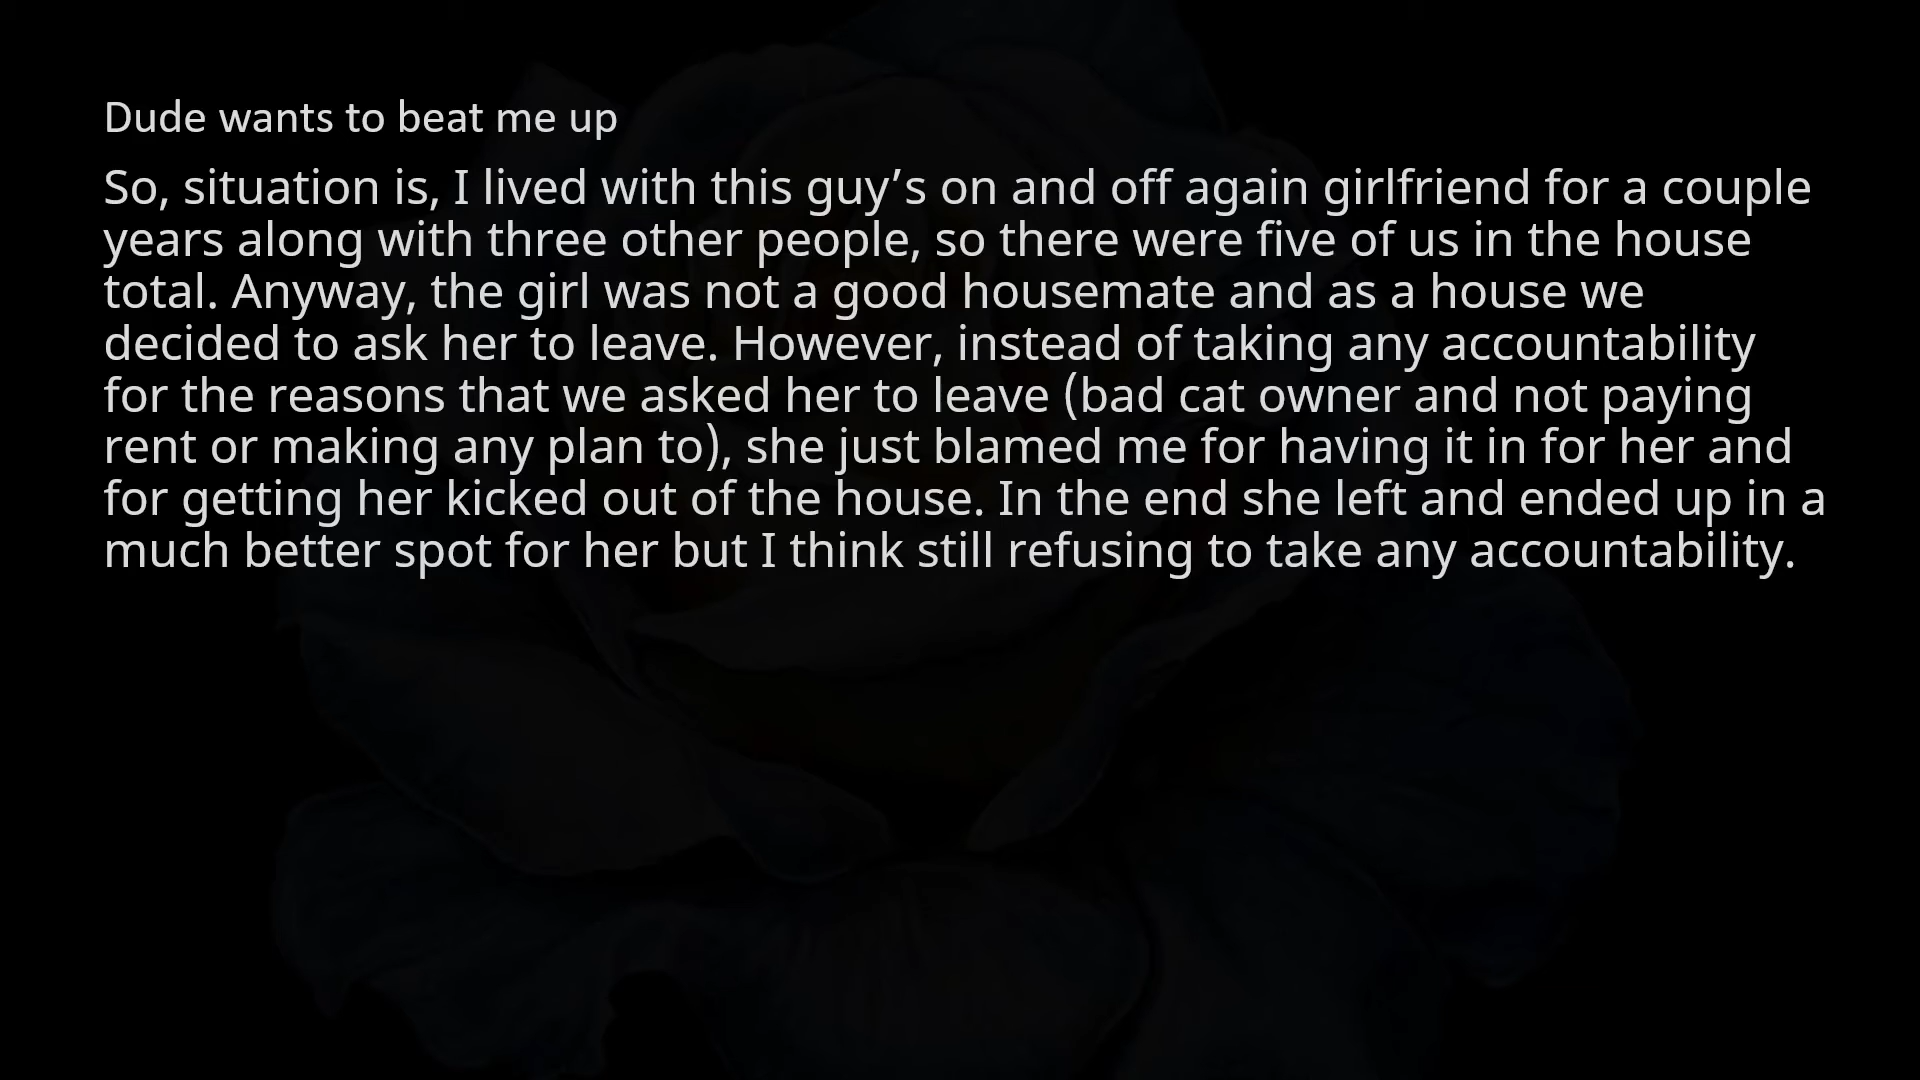 Dude wants to beat me up
So, situation is, I lived with this guy’s on and off again girlfriend for a couple
years along with three other people, so there were five of us in the house
total. Anyway, the girl was not a good housemate and as a house we
decided to ask her to leave. However, instead of taking any accountability
for the reasons that we asked her to leave (bad cat owner and not paying
rent or making any plan to), she just blamed me for having it in for her and
for getting her kicked out of the house. In the end she left and ended up in a
much better spot for her but I think still refusing to take any accountability.